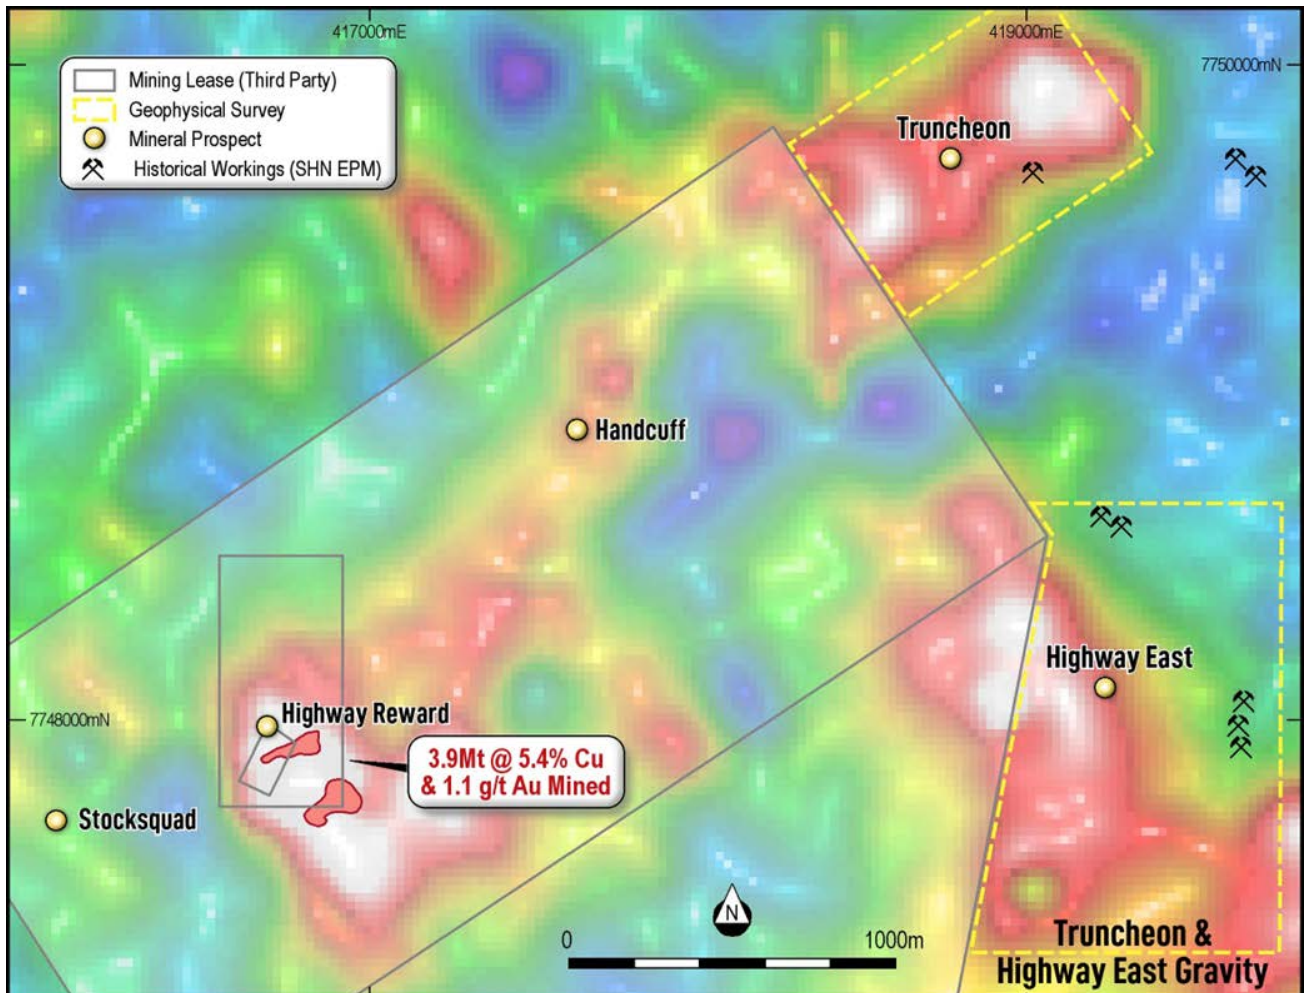 417000mE
419000mE
7750000mN
Mining Lease (Third Party)
Geophysical Survey
Mineral Prospect
Historical Workings (SHN EPM)
Truncheon
Handcuff
Highway East
Highway Reward
7748000mN
3.9Mt @ 5.4% Cu
& 1.1 g/t Au Mined
Stocksquad
N
0
1000m
Truncheon &
Highway East Gravity